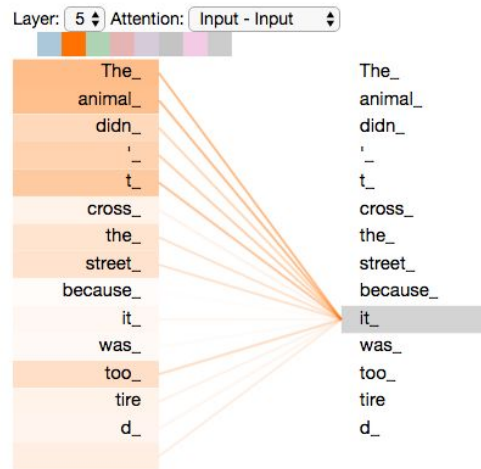 Layer: 5 Attention: Input - Input
The_ The_
animal_ animal_
didn_ didn_
'_ '_
t_ t_
cross_ cross_
the_ the_
street_ street_
because_ because_
it_ it_
was_ was_
too_ too_
tire tire
d_ d_